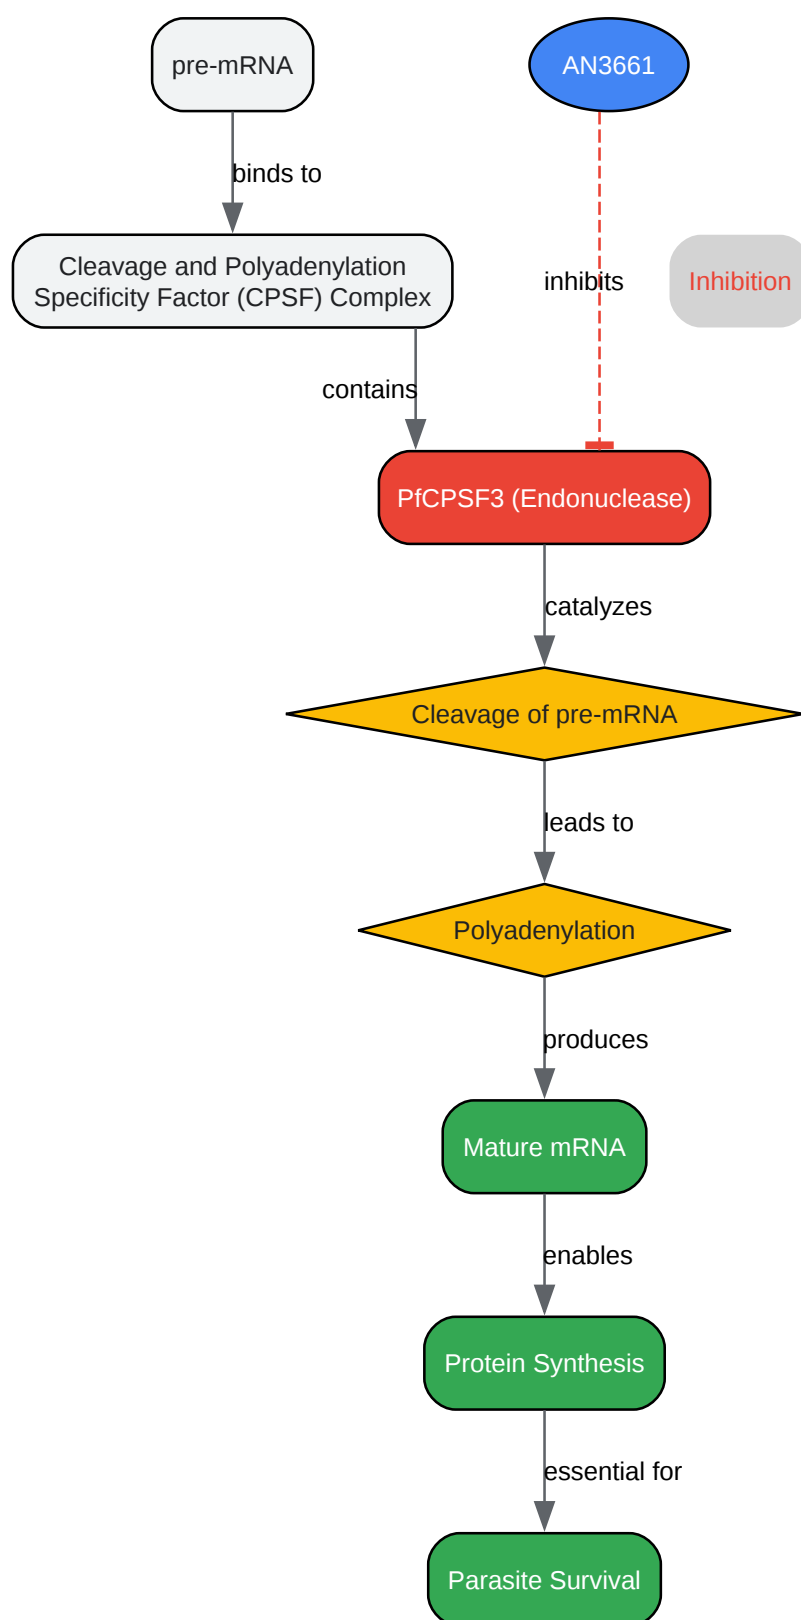 pre-mRNA
AN3661
binds to
Cleavage and Polyadenylation
Specificity Factor (CPSF) Complex
inhibits
Inhibition
contains
PfCPSF3 (Endonuclease)
catalyzes
Cleavage of pre-mRNA
leads to
Polyadenylation
produces
Mature mRNA
enables
Protein Synthesis
essential for
Parasite Survival